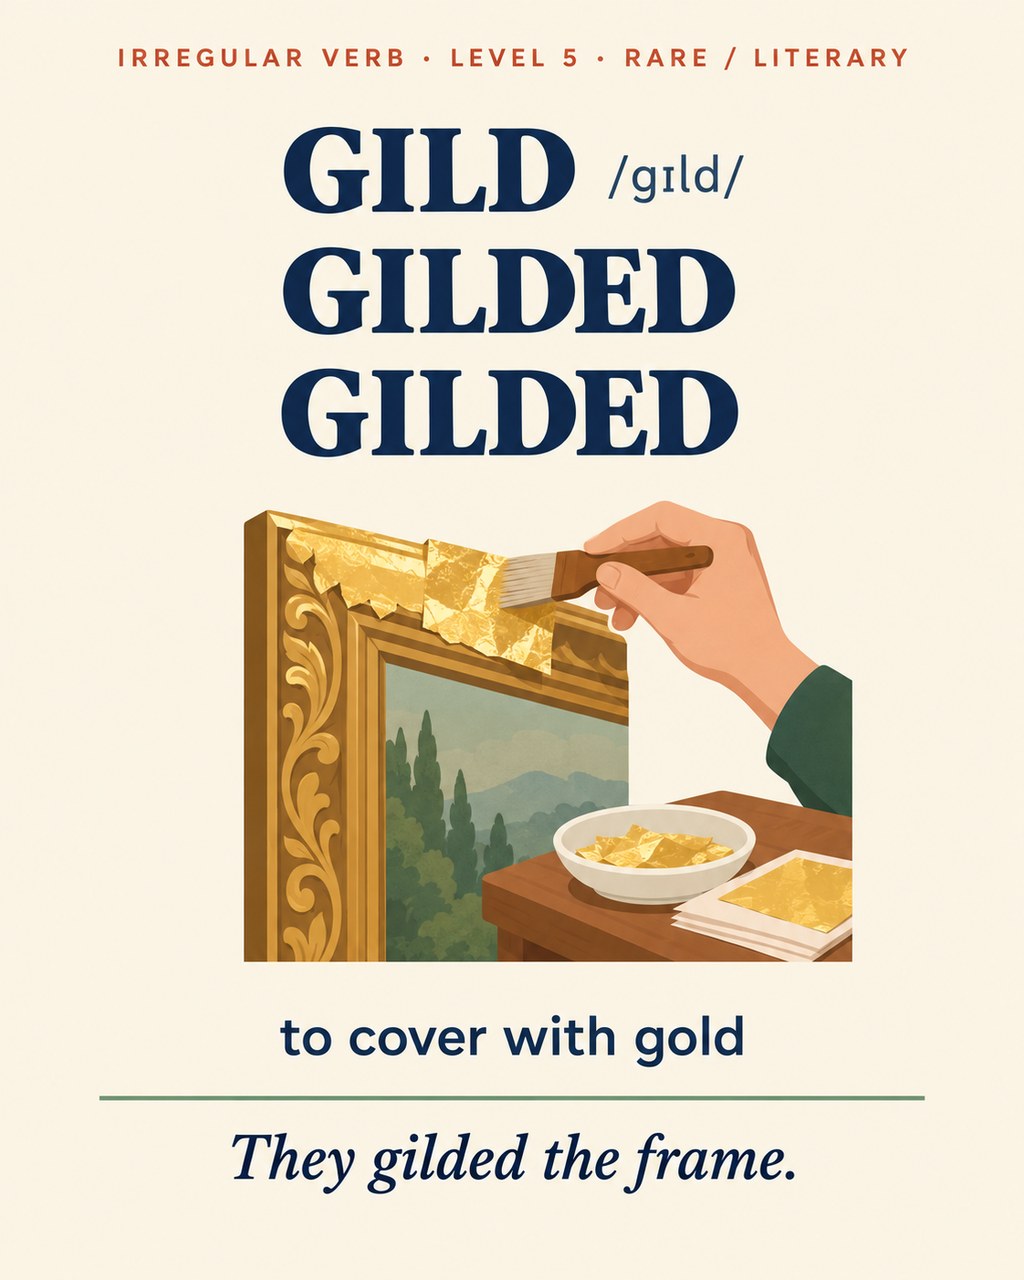 IRREGULAR VERB · LEVEL 5 · RARE / LITERARY
GILD /gɪld/
GILDED
GILDED
to cover with gold
They gilded the frame.